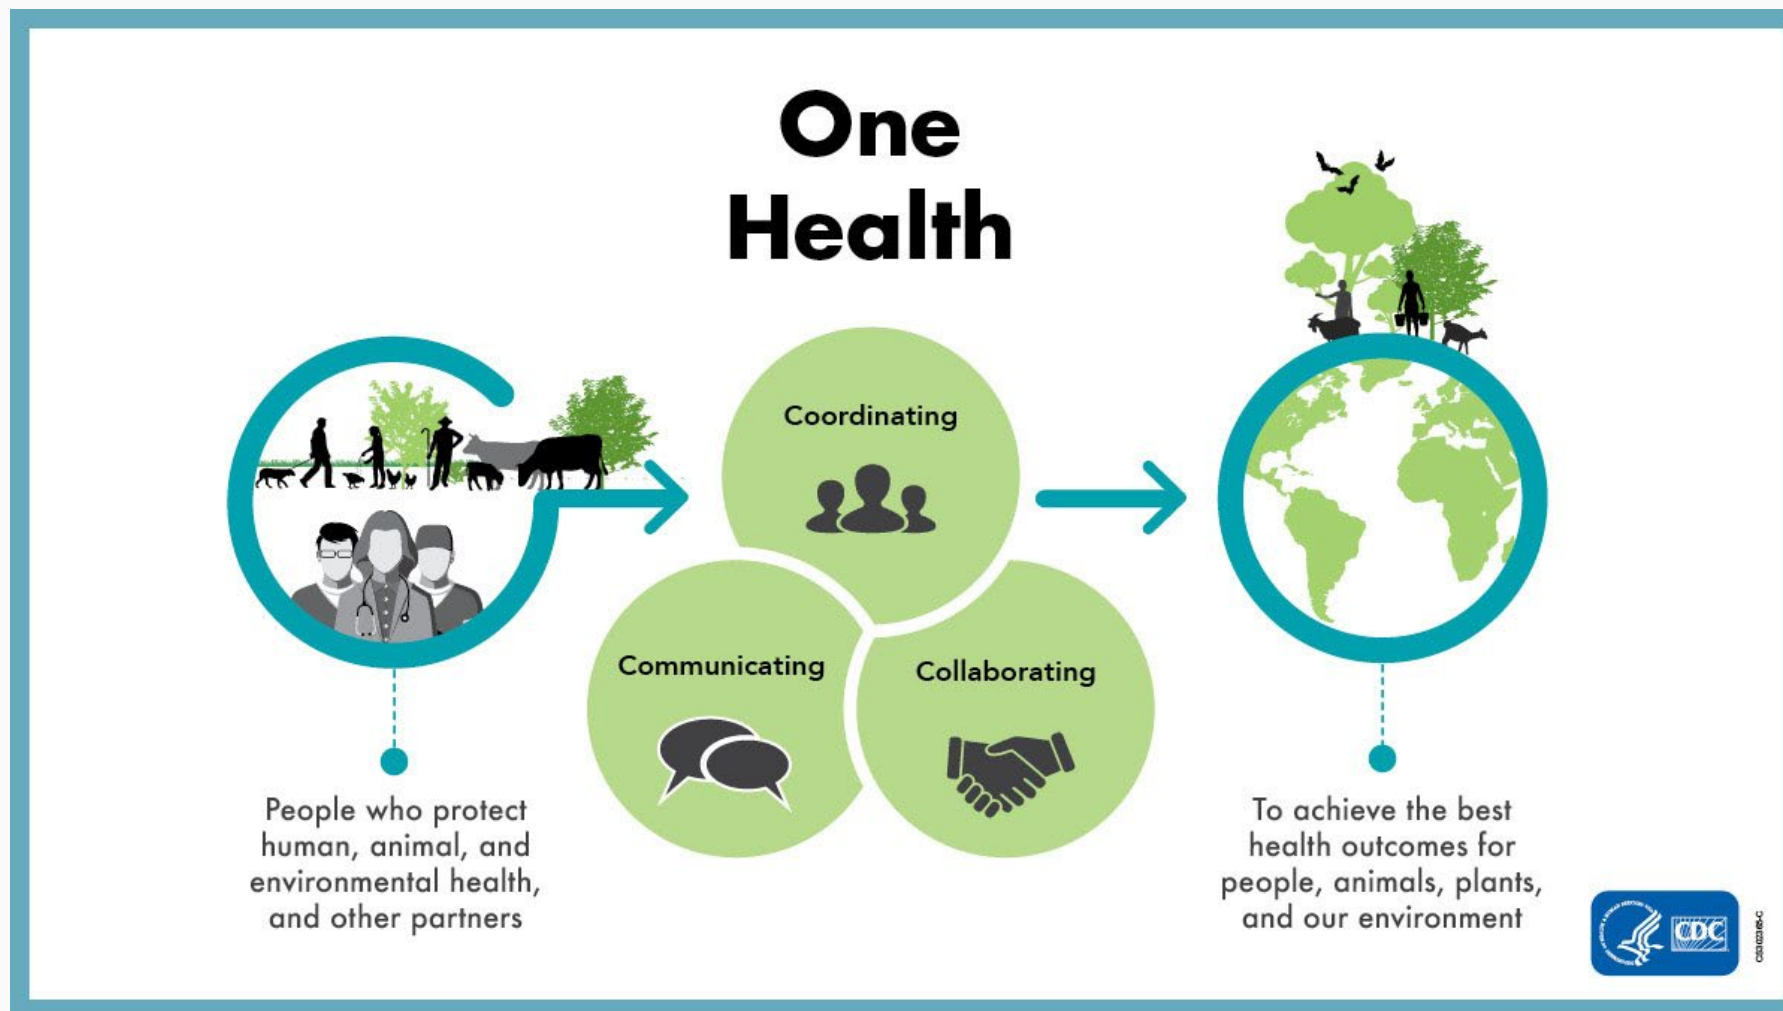 One
Health
Coordinating
Communicating
Collaborating
People who protect
human, animal, and
environmental health,
and other partners
To achieve the best
health outcomes for
people, animals, plants,
and our environment
CDC